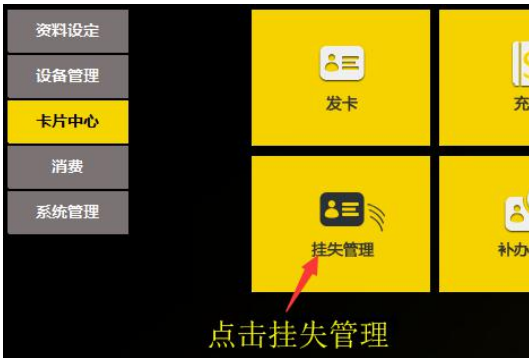 资料设定
设备管理
卡片中心
消费
系统管理
发卡
充
挂失管理
补办
点击挂失管理